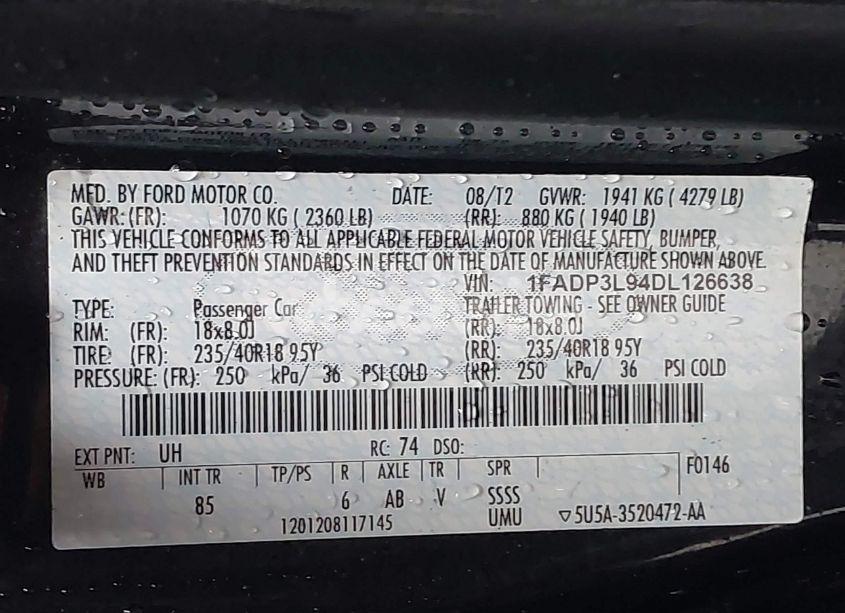 MFD. BY FORD MOTOR CO. DATE: 08/12 GVWR: 1941 KG ( 4279 LB)
GAWR: (FR): 1070 KG ( 2360 LB) (RR): 880 KG ( 1940 LB)
THIS VEHICLE CONFORMS TO ALL APPLICABLE FEDERAL MOTOR VEHICLE SAFETY, BUMPER,
AND THEFT PREVENTION STANDARDS IN EFFECT ON THE DATE OF MANUFACTURE SHOWN ABOVE.
VIN: 1FADP3L94DL126638
TYPE: Passenger Car TRAILER TOWING - SEE OWNER GUIDE
RIM: (FR): 18x8.0J (RR): 18x8.0J
TIRE: (FR): 235/40R18 95Y (RR): 235/40R18 95Y
PRESSURE: (FR): 250 kPa/ 36 PSI COLD (RR): 250 kPa/ 36 PSI COLD
EXT PNT: UH RC: 74 DSO:
WB INT TR TP/PS R AXLE TR SPR F0146
85 6 AB V SSSS
1201208117145 UMU ▽5U5A-3520472-AA